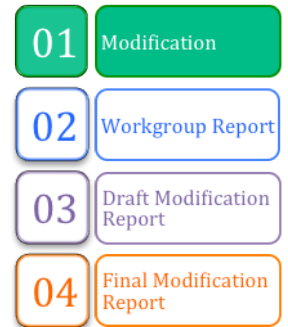 01 Modification
02 Workgroup Report
03 Draft Modification
Report
04 Final Modification
Report